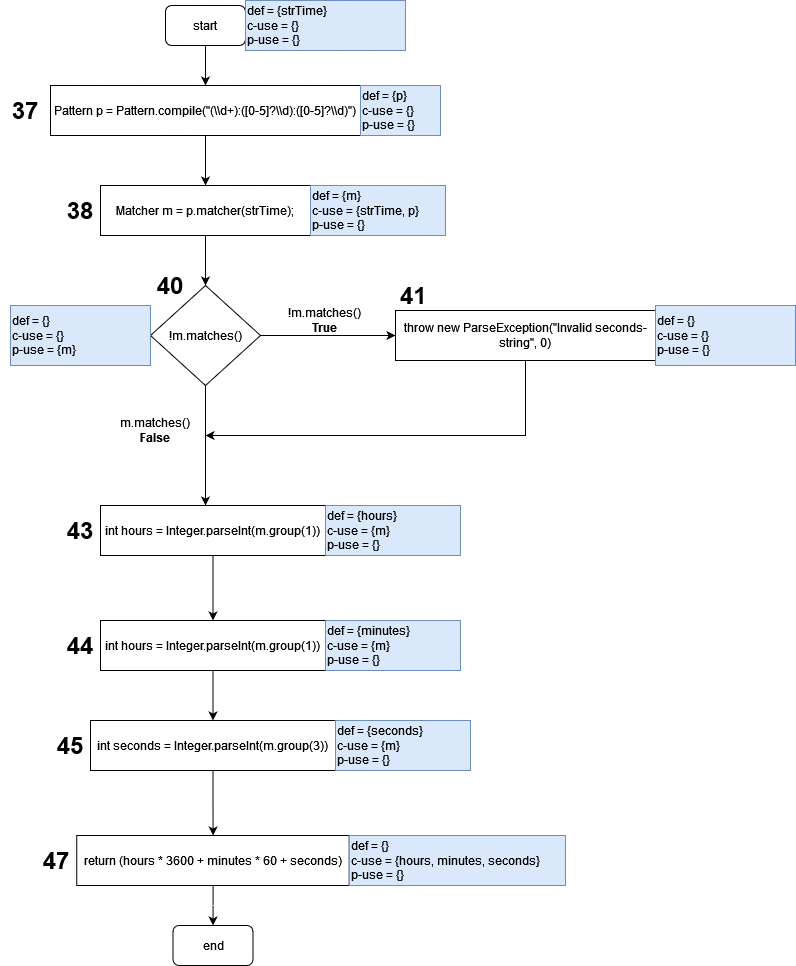 start
def = {strTime}
c-use = {}
p-use = {}
37
Pattern p = Pattern.compile("(\\d+):([0-5]?\\d):([0-5]?\\d)")
def = {p}
c-use = {}
p-use = {}
38
Matcher m = p.matcher(strTime);
def = {m}
c-use = {strTime, p}
p-use = {}
40
!m.matches()
def = {}
c-use = {}
p-use = {m}
!m.matches()
True
41
throw new ParseException("Invalid seconds-
string", 0)
def = {}
c-use = {}
p-use = {}
m.matches()
False
43
int hours = Integer.parseInt(m.group(1))
def = {hours}
c-use = {m}
p-use = {}
44
int hours = Integer.parseInt(m.group(1))
def = {minutes}
c-use = {m}
p-use = {}
45
int seconds = Integer.parseInt(m.group(3))
def = {seconds}
c-use = {m}
p-use = {}
47
return (hours * 3600 + minutes * 60 + seconds)
def = {}
c-use = {hours, minutes, seconds}
p-use = {}
end